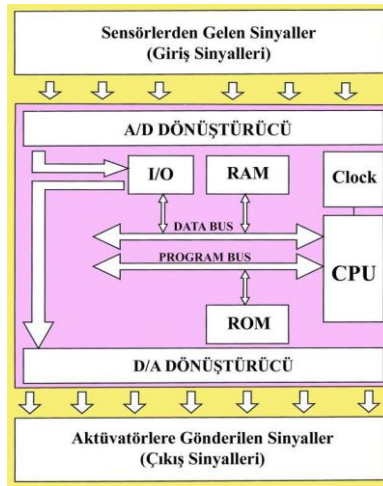 Sensörlerden Gelen Sinyaller
(Giriş Sinyalleri)
A/D DÖNÜŞTÜRÜCÜ
I/O
RAM
Clock
DATA BUS
PROGRAM BUS
CPU
ROM
D/A DÖNÜŞTÜRÜCÜ
Aktüvatörlere Gönderilen Sinyaller
(Çıkış Sinyalleri)